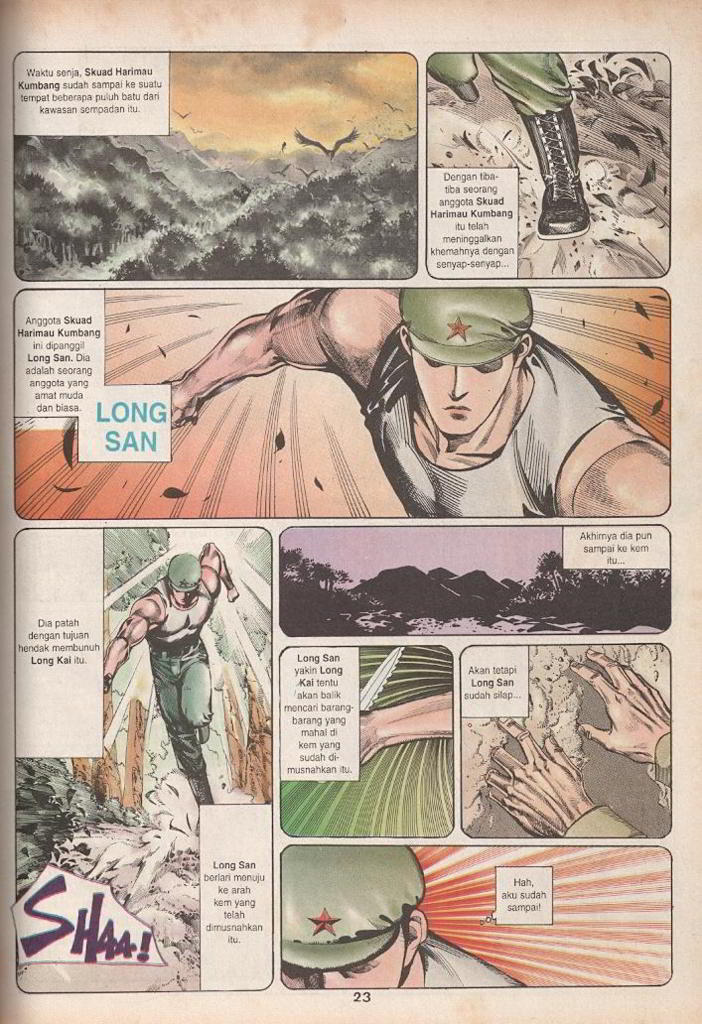 Waktu senja, Skuad Harimau
Kumbang sudah sampai ke suatu
tempat beberapa puluh batu dari
kawasan sempadan itu.
Dengan tiba-
tiba seorang
anggota Skuad
Harimau Kumbang
itu telah
meninggalkan
khemahnya dengan
senyap-senyap...
Anggota Skuad
Harimau Kumbang
ini dipanggil
Long San. Dia
adalah seorang
anggota yang
amat muda
dan biasa.
LONG
SAN
Dia patah
dengan tujuan
hendak membunuh
Long Kai itu.
Akhirnya dia pun
sampai ke kem
itu...
Long San
yakin Long
Kai tentu
akan balik
mencari barang-
barang yang
mahal di
kem yang
sudah di-
musnahkan itu.
Akan tetapi
Long San
sudah silap...
Long San
berlari menuju
ke arah
kem yang
telah
dimusnahkan
itu.
SHAA..!
Hah,
aku sudah
sampai!
23